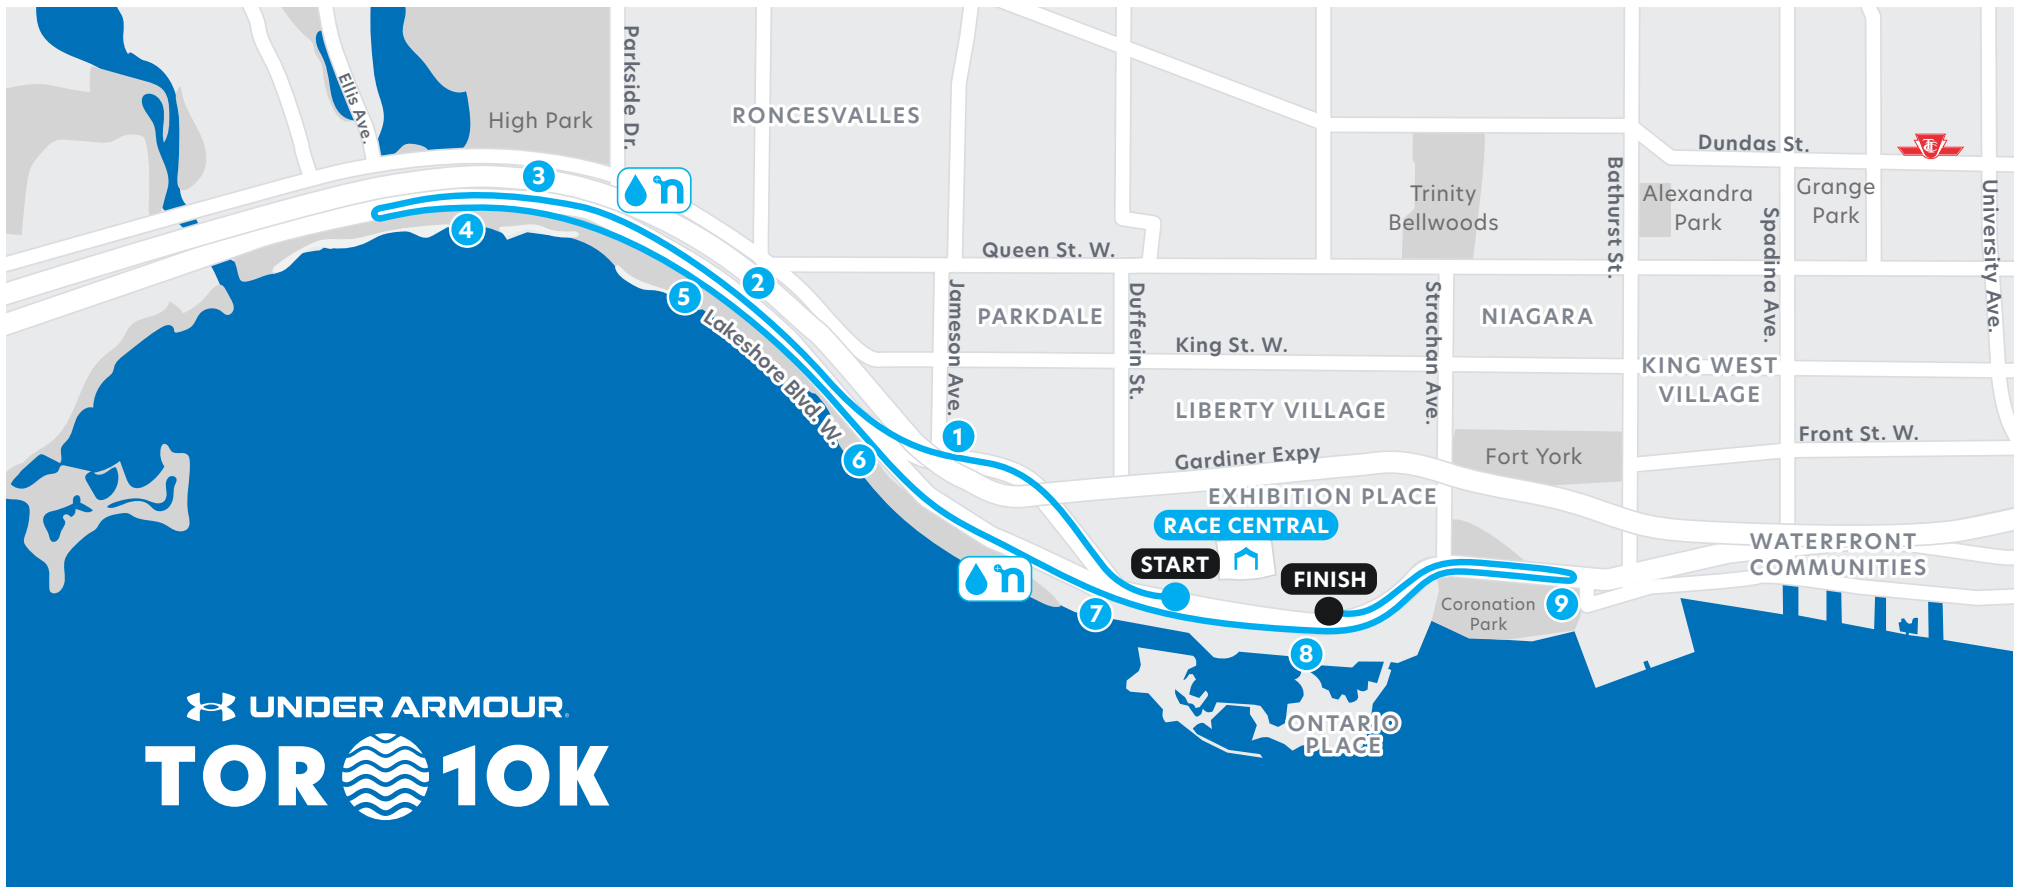 Parkside Dr.
Ellis Ave.
High Park
RONCESVALLES
Dundas St.
TTC
Bathurst St.
Trinity
Bellwoods
Alexandra
Park
Grange
Park
Spadina Ave.
University Ave.
3
n
4
Queen St. W.
2
5
Jameson Ave.
PARKDALE
Dufferin St.
Strachan Ave.
NIAGARA
Lakeshore Blvd. W.
King St. W.
KING WEST
VILLAGE
LIBERTY VILLAGE
1
Front St. W.
6
Gardiner Expy
Fort York
EXHIBITION PLACE
RACE CENTRAL
START
FINISH
WATERFRONT
COMMUNITIES
n
7
Coronation
Park
9
8
ONTARIO
PLACE
UNDER ARMOUR
TOR 10K